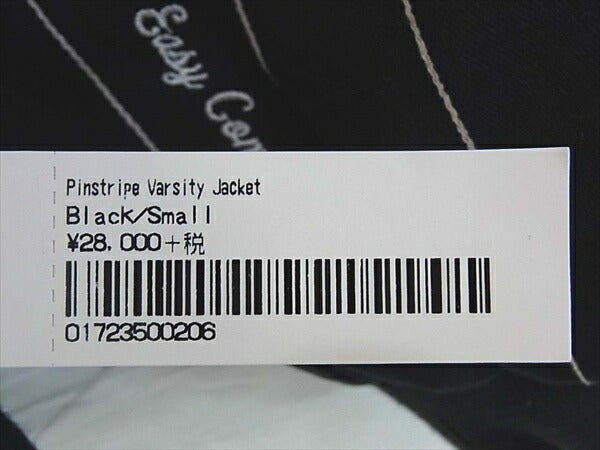 Easy Com
Pinstripe Varsity Jacket
Black/Small
¥28,000+税
01723500206